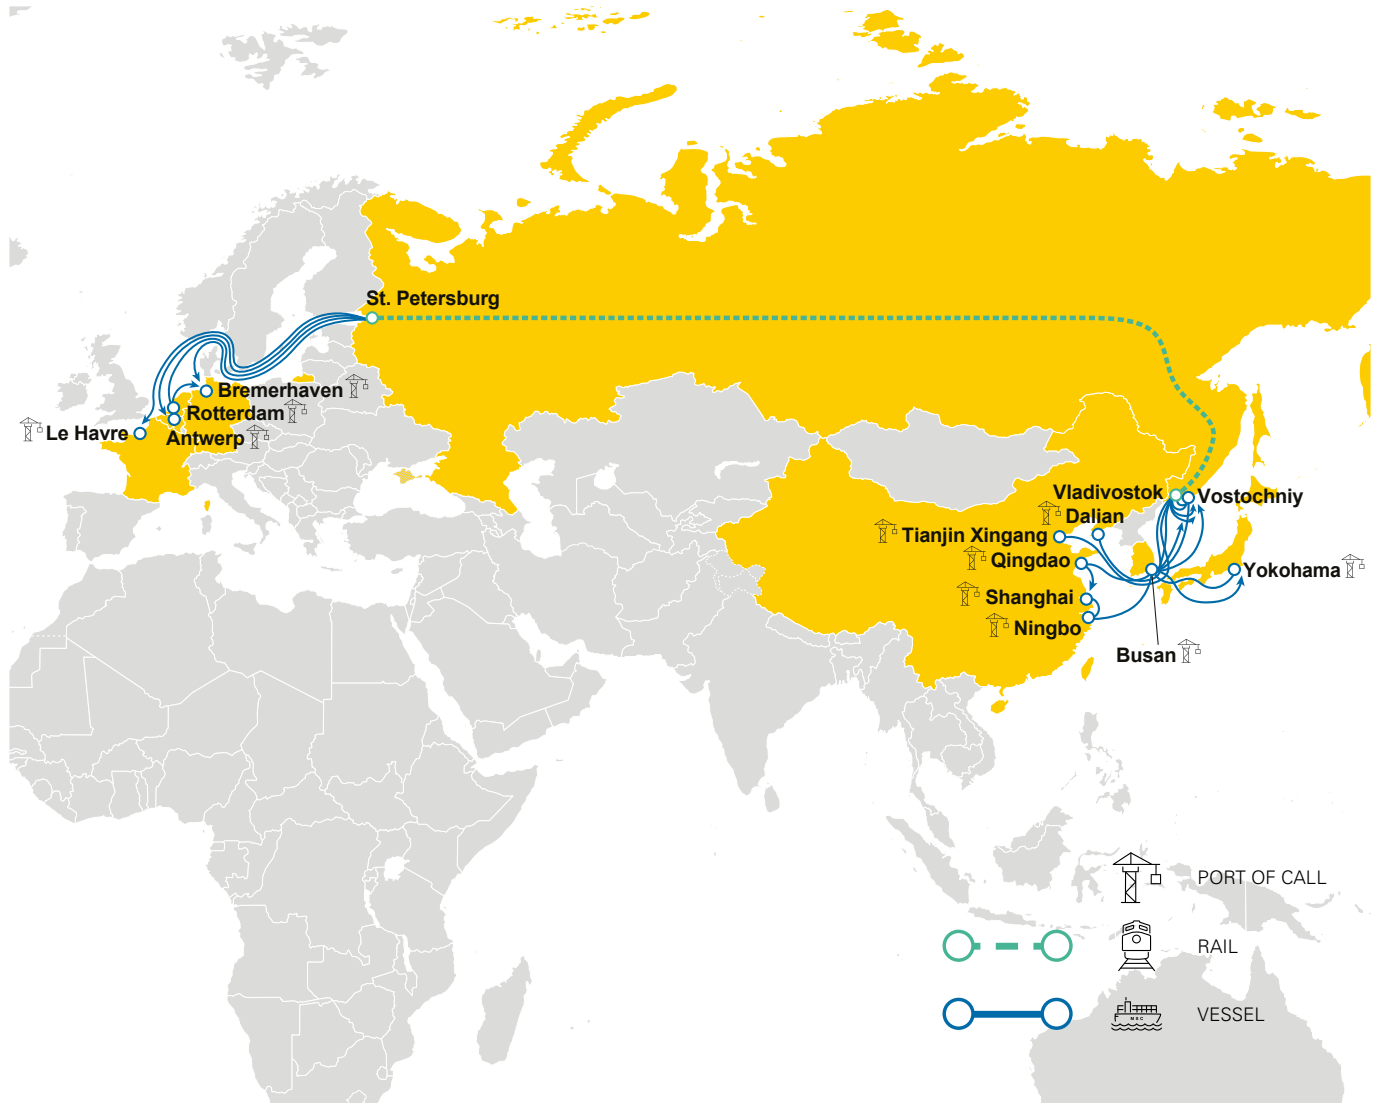 St. Petersburg
Bremerhaven
Rotterdam
Le Havre
Antwerp
Vladivostok
Vostochniy
Dalian
Tianjin Xingang
Qingdao
Yokohama
Shanghai
Ningbo
Busan
PORT OF CALL
RAIL
MSC
VESSEL